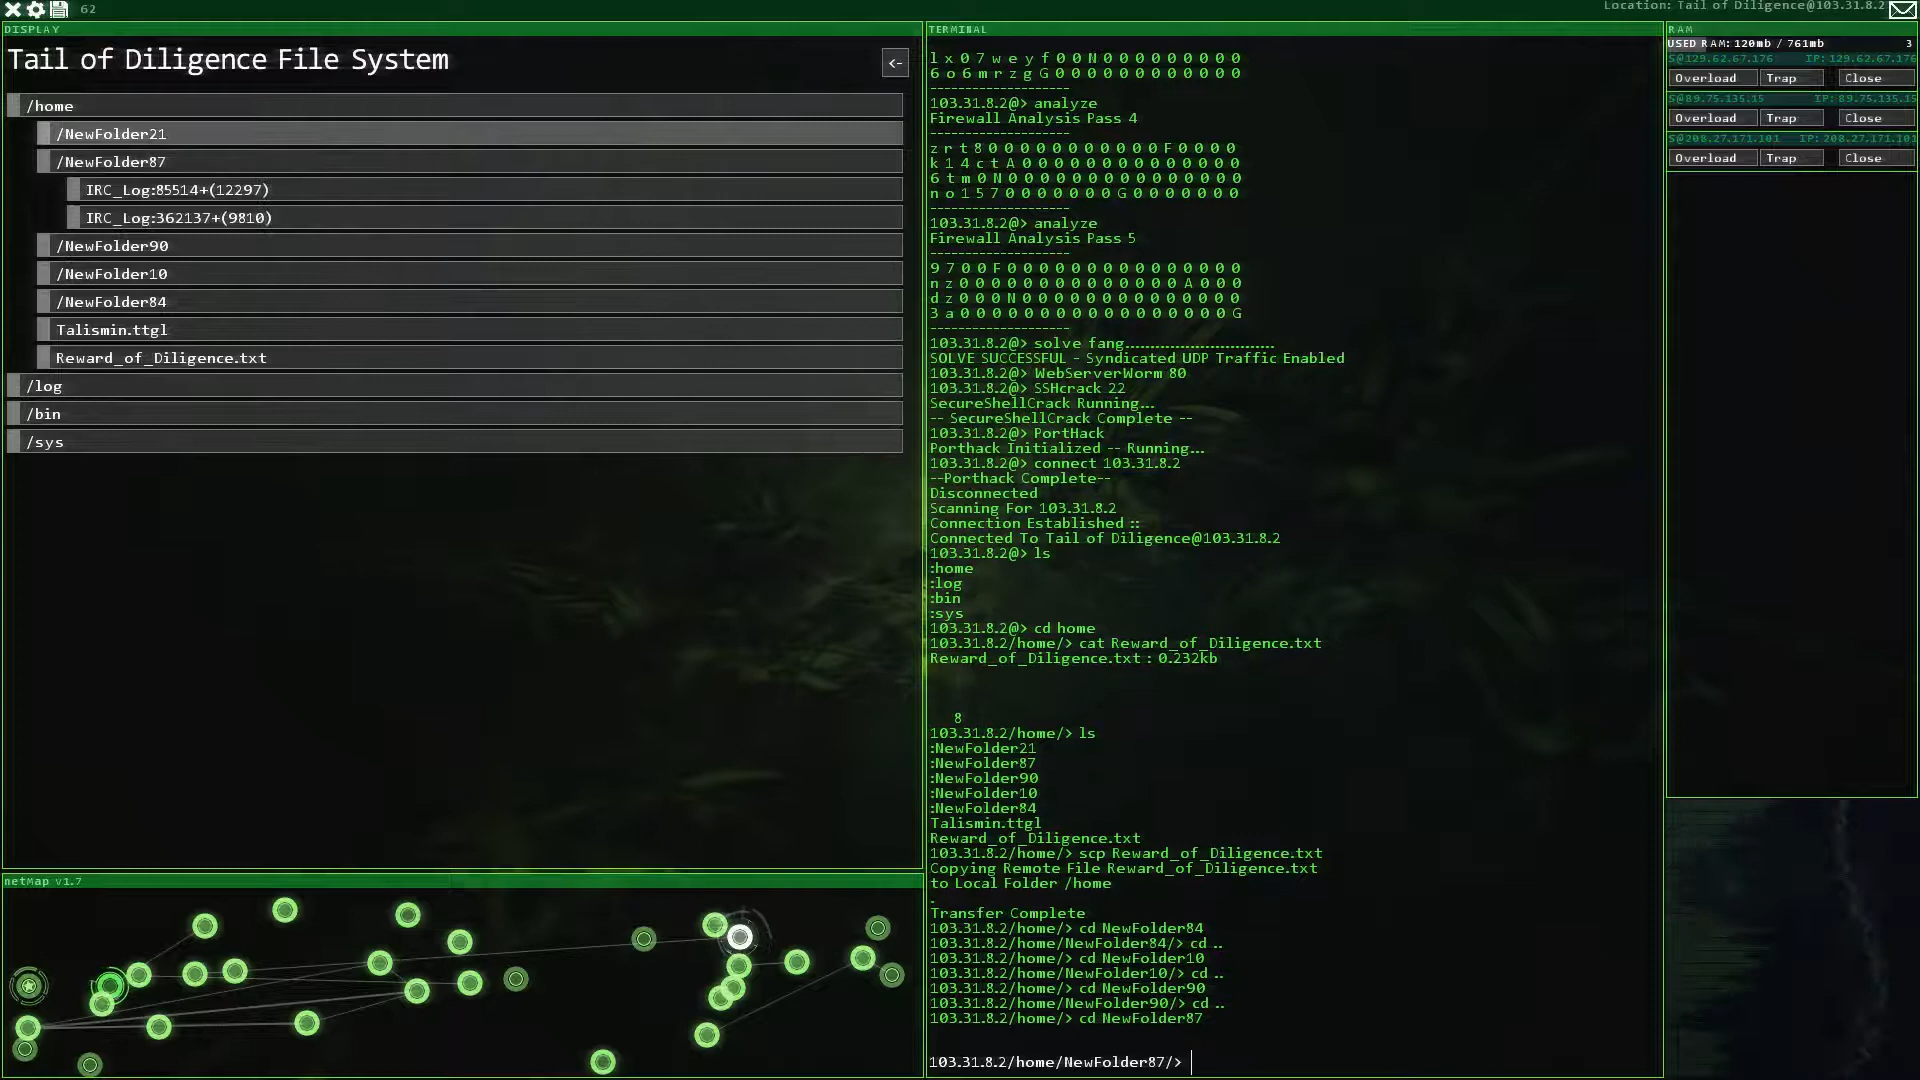 62
Location: Tail of Diligence@103.31.8.2
DISPLAY
Tail of Diligence File System
<-
/home
/NewFolder21
/NewFolder87
IRC_Log:85514+(12297)
IRC_Log:362137+(9810)
/NewFolder90
/NewFolder10
/NewFolder84
Talismin.ttgl
Reward_of_Diligence.txt
/log
/bin
/sys
netMap v1.7
TERMINAL
l x 0 7 w e y f 0 0 N 0 0 0 0 0 0 0 0 0
6 o 6 m r z g G 0 0 0 0 0 0 0 0 0 0 0 0
--------------------
103.31.8.2@> analyze
Firewall Analysis Pass 4
--------------------
z r t 8 0 0 0 0 0 0 0 0 0 0 0 F 0 0 0 0
k 1 4 c t A 0 0 0 0 0 0 0 0 0 0 0 0 0 0
6 t m 0 N 0 0 0 0 0 0 0 0 0 0 0 0 0 0 0
n o 1 5 7 0 0 0 0 0 0 0 G 0 0 0 0 0 0 0
--------------------
103.31.8.2@> analyze
Firewall Analysis Pass 5
--------------------
9 7 0 0 F 0 0 0 0 0 0 0 0 0 0 0 0 0 0 0
n z 0 0 0 0 0 0 0 0 0 0 0 0 0 0 A 0 0 0
d z 0 0 0 N 0 0 0 0 0 0 0 0 0 0 0 0 0 0
3 a 0 0 0 0 0 0 0 0 0 0 0 0 0 0 0 0 0 G
--------------------
103.31.8.2@> solve fang..............................
SOLVE SUCCESSFUL - Syndicated UDP Traffic Enabled
103.31.8.2@> WebServerWorm 80
103.31.8.2@> SSHcrack 22
SecureShellCrack Running...
-- SecureShellCrack Complete --
103.31.8.2@> PortHack
Porthack Initialized -- Running...
103.31.8.2@> connect 103.31.8.2
--Porthack Complete--
Disconnected
Scanning For 103.31.8.2
Connection Established ::
Connected To Tail of Diligence@103.31.8.2
103.31.8.2@> ls
:home
:log
:bin
:sys
103.31.8.2@> cd home
103.31.8.2/home/> cat Reward_of_Diligence.txt
Reward_of_Diligence.txt : 0.232kb
8
103.31.8.2/home/> ls
:NewFolder21
:NewFolder87
:NewFolder90
:NewFolder10
:NewFolder84
Talismin.ttgl
Reward_of_Diligence.txt
103.31.8.2/home/> scp Reward_of_Diligence.txt
Copying Remote File Reward_of_Diligence.txt
to Local Folder /home
.
Transfer Complete
103.31.8.2/home/> cd NewFolder84
103.31.8.2/home/NewFolder84/> cd ..
103.31.8.2/home/> cd NewFolder10
103.31.8.2/home/NewFolder10/> cd ..
103.31.8.2/home/> cd NewFolder90
103.31.8.2/home/NewFolder90/> cd ..
103.31.8.2/home/> cd NewFolder87
103.31.8.2/home/NewFolder87/>
RAM
USED RAM: 120mb / 761mb 3
S@129.62.67.176 IP: 129.62.67.176
Overload Trap Close
S@89.75.135.15 IP: 89.75.135.15
Overload Trap Close
S@208.27.171.101 IP: 208.27.171.101
Overload Trap Close